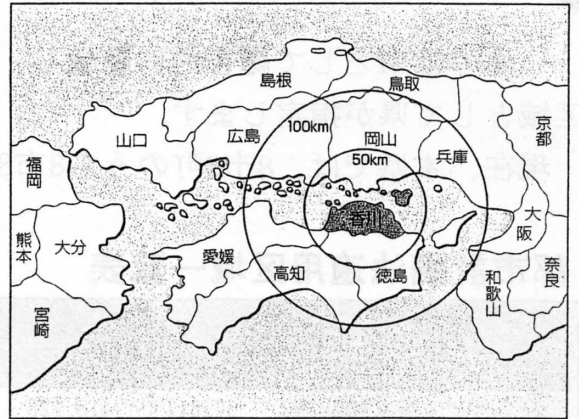 島根
鳥取
山口
広島
100km
岡山
兵庫
京都
福岡
50km
香川
大阪
熊本
大分
愛媛
高知
徳島
和歌山
奈良
宮崎